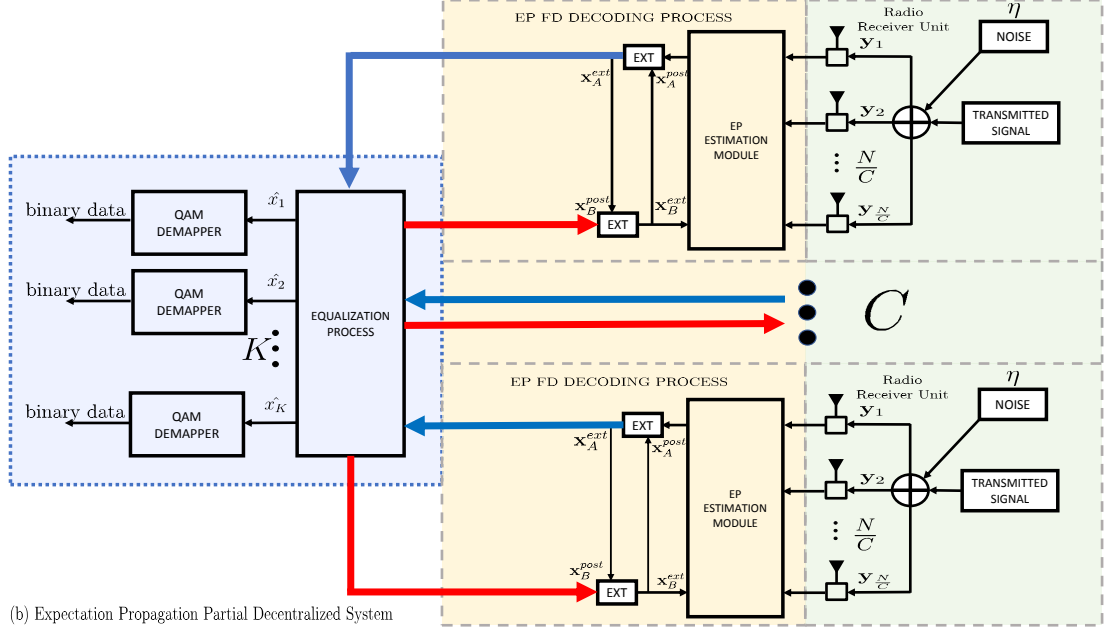 EP FD DECODING PROCESS
Radio
Receiver Unit
η
NOISE
EXT
y_1
x_A^{ext}
x_A^{post}
y_2
TRANSMITTED
SIGNAL
EP
ESTIMATION
MODULE
⋮ N/C
x_B^{post}
x_B^{ext}
y_{N/C}
EXT
binary data
QAM
DEMAPPER
x̂_1
binary data
QAM
DEMAPPER
x̂_2
EQUALIZATION
PROCESS
K⋮
C
binary data
QAM
DEMAPPER
x̂_K
EP FD DECODING PROCESS
Radio
Receiver Unit
η
NOISE
EXT
y_1
x_A^{ext}
x_A^{post}
y_2
TRANSMITTED
SIGNAL
EP
ESTIMATION
MODULE
⋮ N/C
x_B^{post}
x_B^{ext}
y_{N/C}
EXT
(b) Expectation Propagation Partial Decentralized System